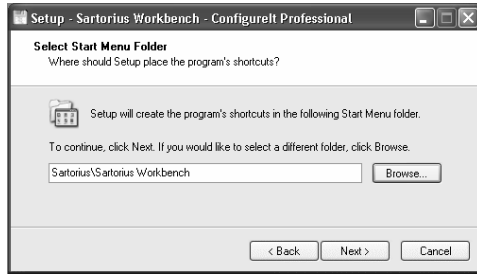 Setup - Sartorius Workbench - ConfigureIt Professional
Select Start Menu Folder
Where should Setup place the program's shortcuts?
Setup will create the program's shortcuts in the following Start Menu folder.
To continue, click Next. If you would like to select a different folder, click Browse.
Sartorius\Sartorius Workbench
Browse...
< Back
Next >
Cancel